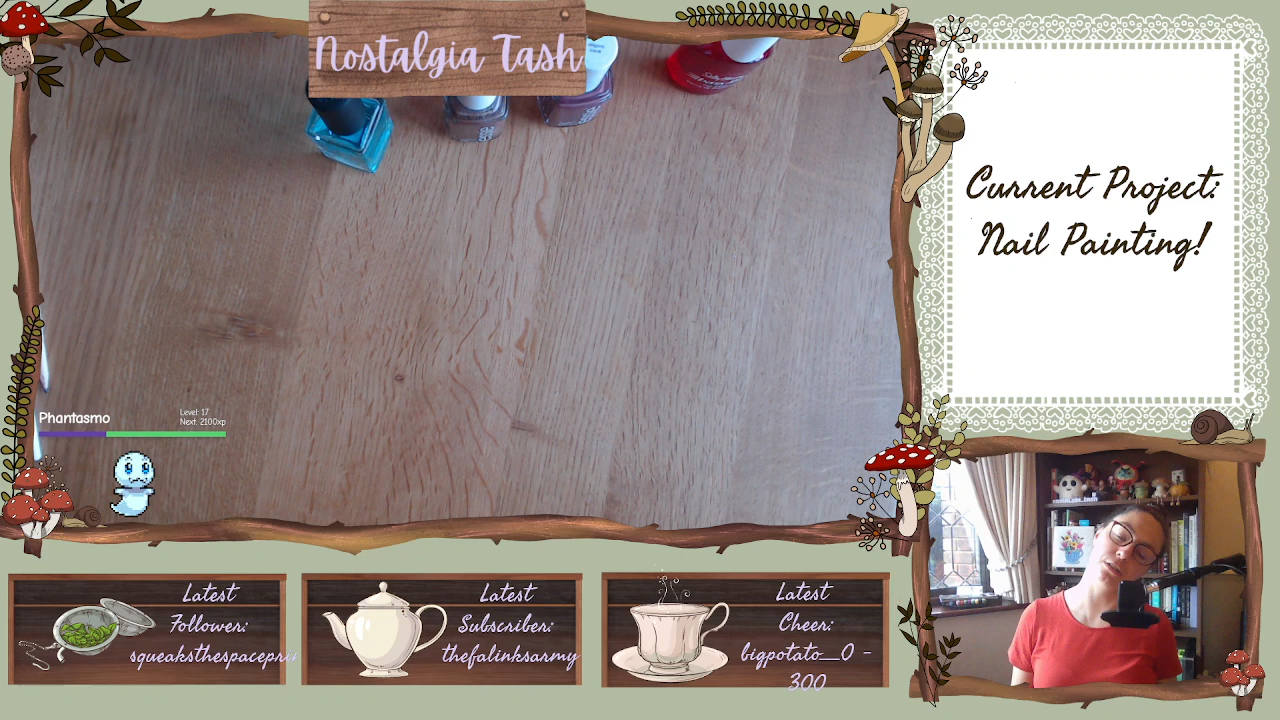 Nostalgia Tash
Current Project:
Nail Painting!
Phantasmo
Level: 17
Next: 2100xp
Latest
Follower:
squeaksthespacepri
Latest
Subscriber:
thefalinksarmy
Latest
Cheer:
bigpotato__0 -
300